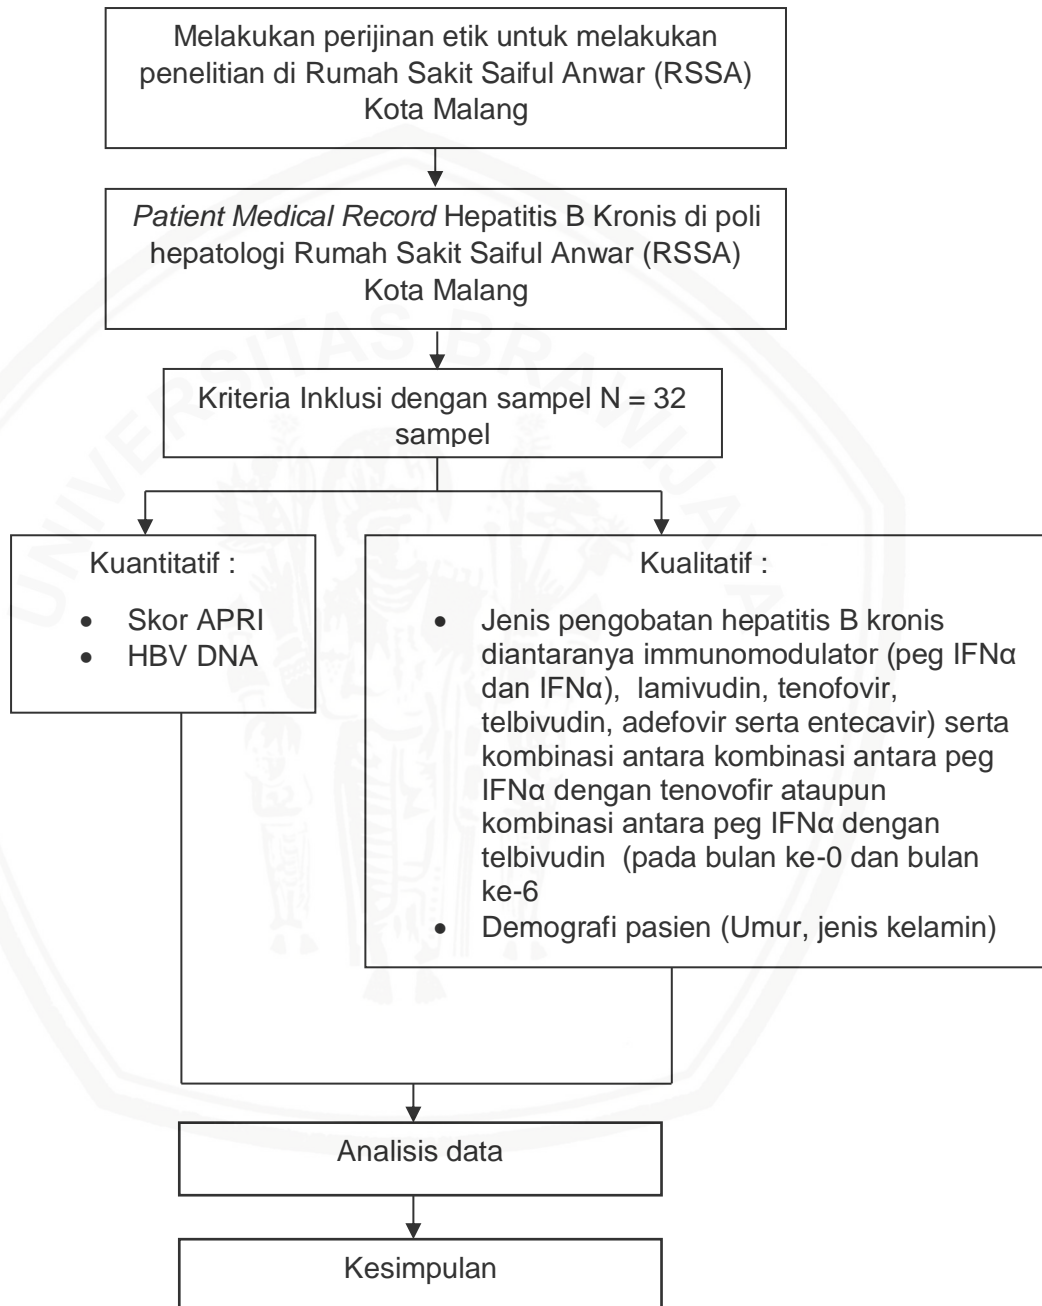 Melakukan perijinan etik untuk melakukan
penelitian di Rumah Sakit Saiful Anwar (RSSA)
Kota Malang
Patient Medical Record Hepatitis B Kronis di poli
hepatologi Rumah Sakit Saiful Anwar (RSSA)
Kota Malang
Kriteria Inklusi dengan sampel N = 32
sampel
Kuantitatif :
• Skor APRI
• HBV DNA
Kualitatif :
• Jenis pengobatan hepatitis B kronis
diantaranya immunomodulator (peg IFNα
dan IFNα), lamivudin, tenofovir,
telbivudin, adefovir serta entecavir) serta
kombinasi antara kombinasi antara peg
IFNα dengan tenovofir ataupun
kombinasi antara peg IFNα dengan
telbivudin (pada bulan ke-0 dan bulan
ke-6
• Demografi pasien (Umur, jenis kelamin)
Analisis data
Kesimpulan
UNIVERSITAS BRAWIJAYA